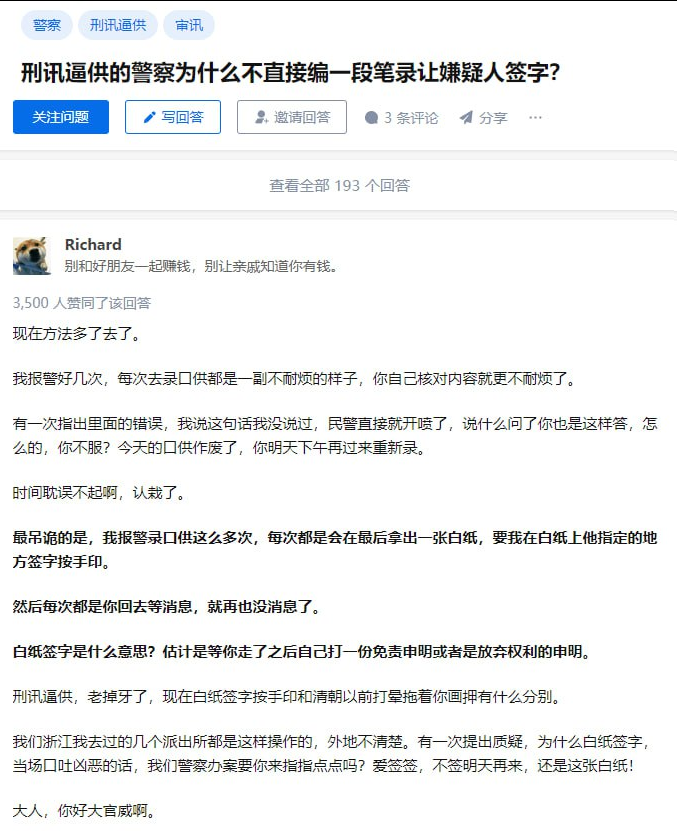 警察 刑讯逼供 审讯
刑讯逼供的警察为什么不直接编一段笔录让嫌疑人签字？
关注问题 写回答 邀请回答 3 条评论 分享 ···
查看全部 193 个回答
Richard
别和好朋友一起赚钱，别让亲戚知道你有钱。
3,500 人赞同了该回答
现在方法多了去了。
我报警好几次，每次去录口供都是一副不耐烦的样子，你自己核对内容就更不耐烦了。
有一次指出里面的错误，我说这句话我没说过，民警直接就开喷了，说什么问了你也是这样答，怎
么的，你不服？今天的口供作废了，你明天下午再过来重新录。
时间耽误不起啊，认栽了。
最吊诡的是，我报警录口供这么多次，每次都是会在最后拿出一张白纸，要我在白纸上他指定的地
方签字按手印。
然后每次都是你回去等消息，就再也没消息了。
白纸签字是什么意思？估计是等你走了之后自己打一份免责申明或者是放弃权利的申明。
刑讯逼供，老掉牙了，现在白纸签字按手印和清朝以前打晕拖着你画押有什么分别。
我们浙江我去过的几个派出所都是这样操作的，外地不清楚。有一次提出质疑，为什么白纸签字，
当场口吐凶恶的话，我们警察办案要你来指指点点吗？爱签签，不签明天再来，还是这张白纸！
大人，你好大官威啊。